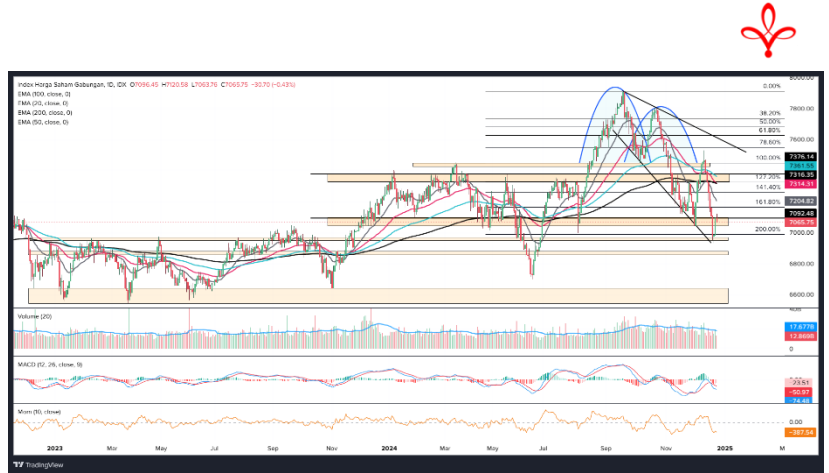 Index Harga Saham Gabungan, 1D, IDX O7096.45 H7120.58 L7063.76 C7065.75 -30.70 (-0.43%)
EMA (100, close, 0)
EMA (20, close, 0)
EMA (200, close, 0)
EMA (50, close, 0)
8000.00
0.00%
7800.00
38.20%
50.00%
61.80%
7600.00
78.60%
100.00%
7376.14
7361.55
127.20%
7316.35
7314.31
141.40%
161.80%
7204.82
7092.48
7065.75
200.00%
7000.00
6800.00
6600.00
Volume (20)
17.677B
12.869B
0
MACD (12, 26, close, 9)
-23.51
-50.97
-74.48
Mom (10, close)
0.00
-387.54
2023 Mar May Jul Sep Nov 2024 Mar May Jul Sep Nov 2025 M
TradingView